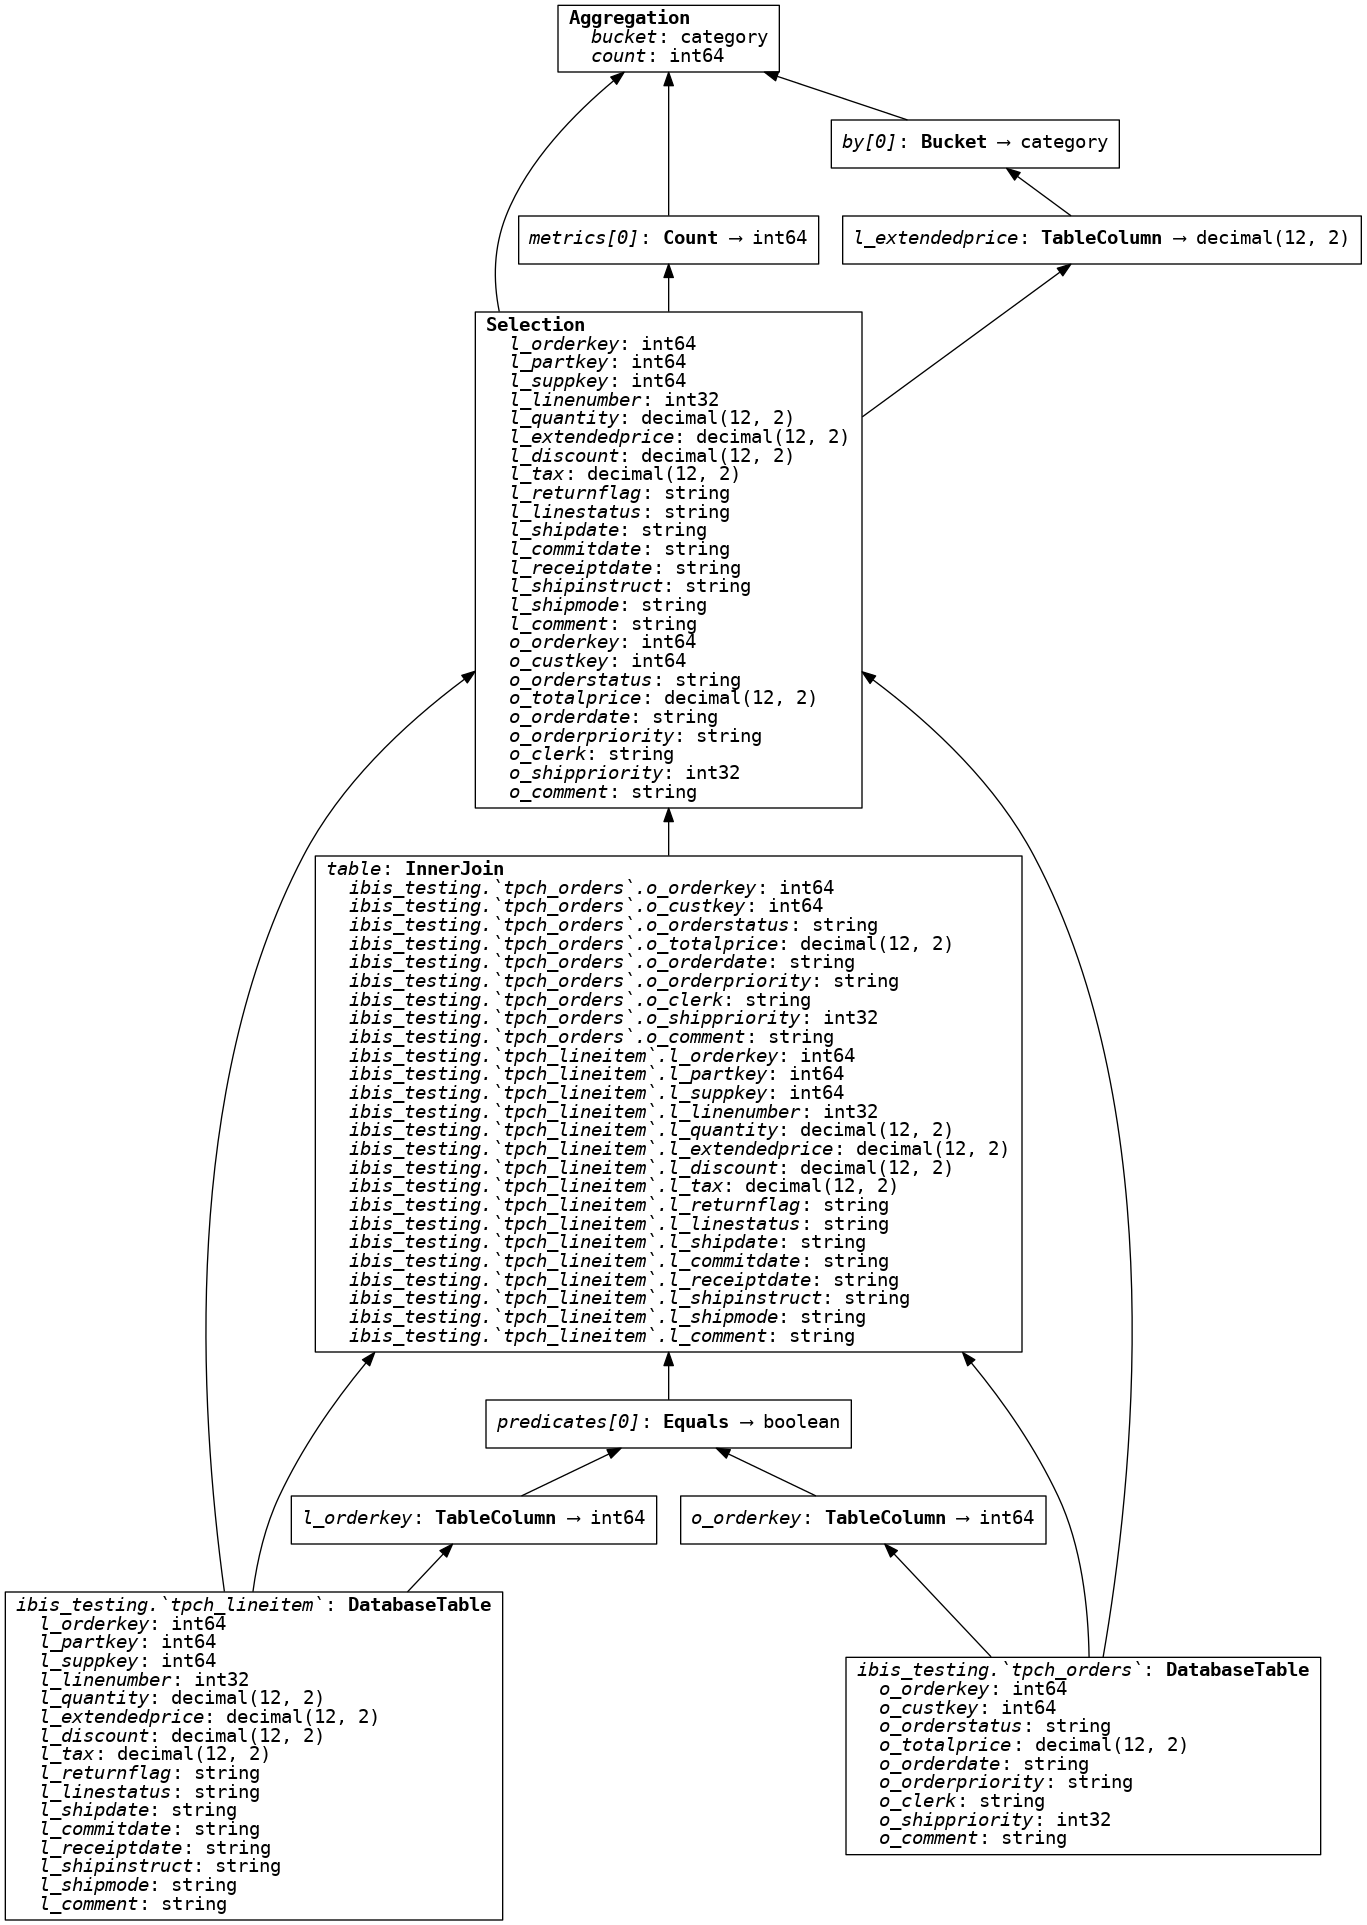 Aggregation
bucket: category
count: int64
by[0]: Bucket → category
metrics[0]: Count → int64
l_extendedprice: TableColumn → decimal(12, 2)
Selection
l_orderkey: int64
l_partkey: int64
l_suppkey: int64
l_linenumber: int32
l_quantity: decimal(12, 2)
l_extendedprice: decimal(12, 2)
l_discount: decimal(12, 2)
l_tax: decimal(12, 2)
l_returnflag: string
l_linestatus: string
l_shipdate: string
l_commitdate: string
l_receiptdate: string
l_shipinstruct: string
l_shipmode: string
l_comment: string
o_orderkey: int64
o_custkey: int64
o_orderstatus: string
o_totalprice: decimal(12, 2)
o_orderdate: string
o_orderpriority: string
o_clerk: string
o_shippriority: int32
o_comment: string
table: InnerJoin
ibis_testing.`tpch_orders`.o_orderkey: int64
ibis_testing.`tpch_orders`.o_custkey: int64
ibis_testing.`tpch_orders`.o_orderstatus: string
ibis_testing.`tpch_orders`.o_totalprice: decimal(12, 2)
ibis_testing.`tpch_orders`.o_orderdate: string
ibis_testing.`tpch_orders`.o_orderpriority: string
ibis_testing.`tpch_orders`.o_clerk: string
ibis_testing.`tpch_orders`.o_shippriority: int32
ibis_testing.`tpch_orders`.o_comment: string
ibis_testing.`tpch_lineitem`.l_orderkey: int64
ibis_testing.`tpch_lineitem`.l_partkey: int64
ibis_testing.`tpch_lineitem`.l_suppkey: int64
ibis_testing.`tpch_lineitem`.l_linenumber: int32
ibis_testing.`tpch_lineitem`.l_quantity: decimal(12, 2)
ibis_testing.`tpch_lineitem`.l_extendedprice: decimal(12, 2)
ibis_testing.`tpch_lineitem`.l_discount: decimal(12, 2)
ibis_testing.`tpch_lineitem`.l_tax: decimal(12, 2)
ibis_testing.`tpch_lineitem`.l_returnflag: string
ibis_testing.`tpch_lineitem`.l_linestatus: string
ibis_testing.`tpch_lineitem`.l_shipdate: string
ibis_testing.`tpch_lineitem`.l_commitdate: string
ibis_testing.`tpch_lineitem`.l_receiptdate: string
ibis_testing.`tpch_lineitem`.l_shipinstruct: string
ibis_testing.`tpch_lineitem`.l_shipmode: string
ibis_testing.`tpch_lineitem`.l_comment: string
predicates[0]: Equals → boolean
l_orderkey: TableColumn → int64
o_orderkey: TableColumn → int64
ibis_testing.`tpch_lineitem`: DatabaseTable
l_orderkey: int64
l_partkey: int64
l_suppkey: int64
l_linenumber: int32
l_quantity: decimal(12, 2)
l_extendedprice: decimal(12, 2)
l_discount: decimal(12, 2)
l_tax: decimal(12, 2)
l_returnflag: string
l_linestatus: string
l_shipdate: string
l_commitdate: string
l_receiptdate: string
l_shipinstruct: string
l_shipmode: string
l_comment: string
ibis_testing.`tpch_orders`: DatabaseTable
o_orderkey: int64
o_custkey: int64
o_orderstatus: string
o_totalprice: decimal(12, 2)
o_orderdate: string
o_orderpriority: string
o_clerk: string
o_shippriority: int32
o_comment: string